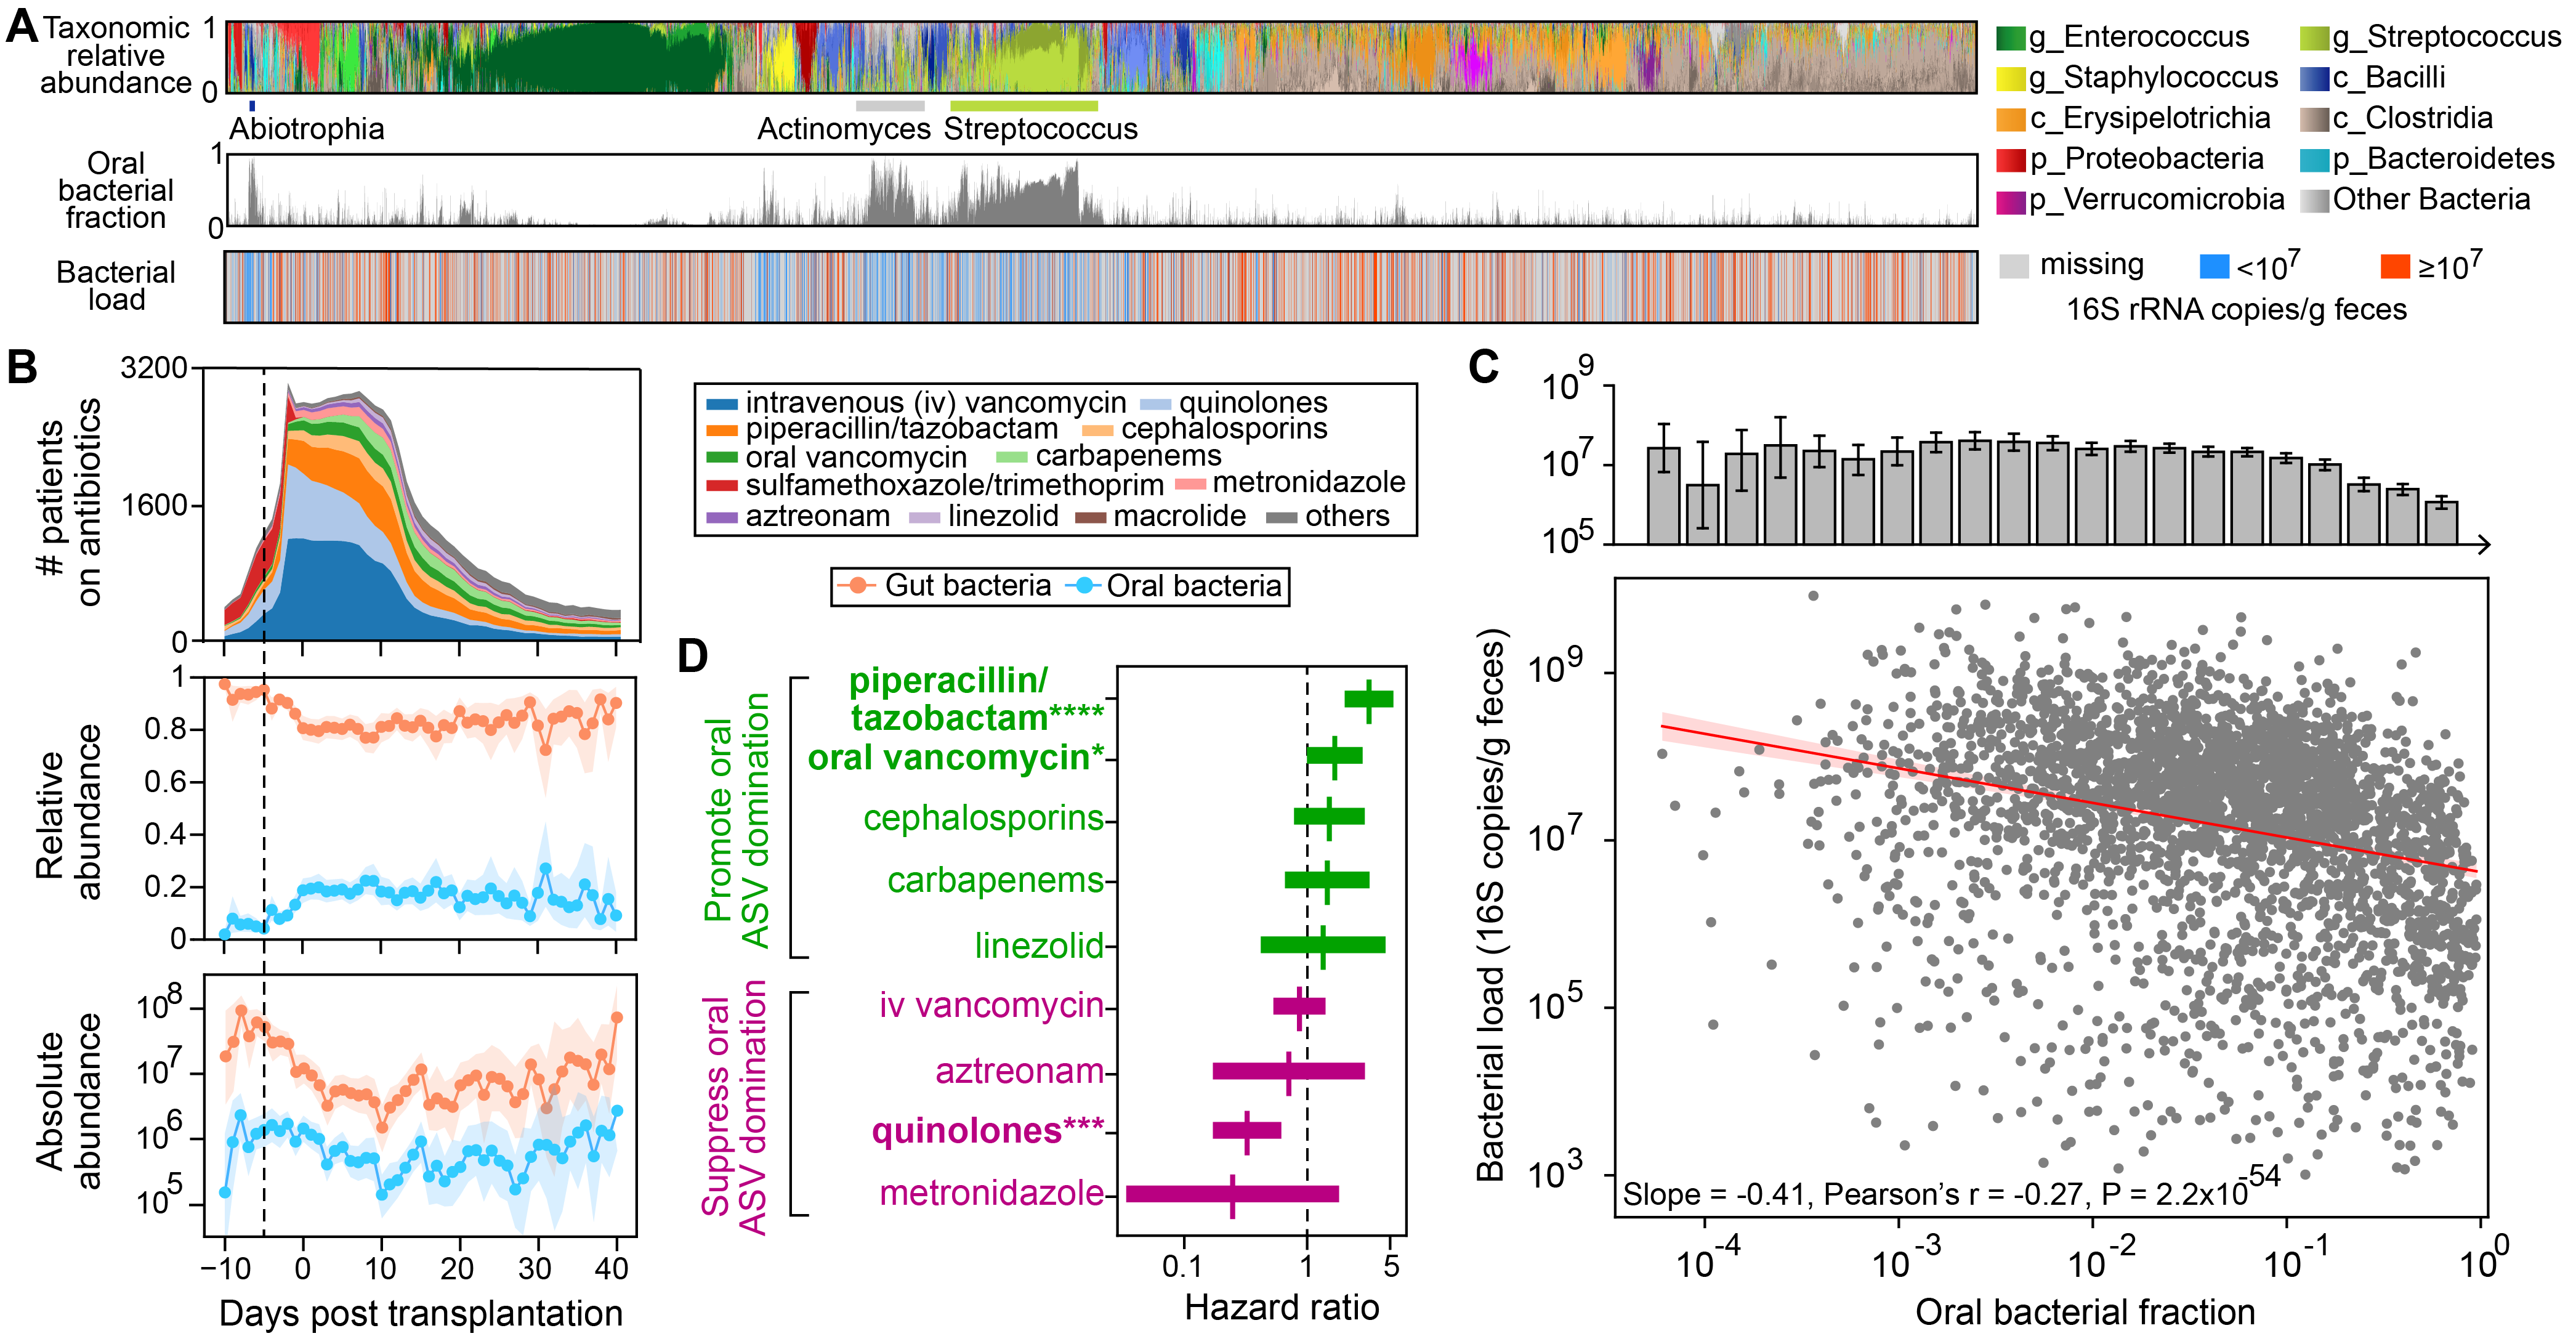 A
Taxonomic
relative
abundance
1
0
Abiotrophia
Actinomyces
Streptococcus
Oral
bacterial
fraction
1
0
Bacterial
load
g_Enterococcus
g_Streptococcus
g_Staphylococcus
c_Bacilli
c_Erysipelotrichia
c_Clostridia
p_Proteobacteria
p_Bacteroidetes
p_Verrucomicrobia
Other Bacteria
missing
<10^7
≥10^7
16S rRNA copies/g feces
B
# patients
on antibiotics
3200
1600
0
intravenous (iv) vancomycin
quinolones
piperacillin/tazobactam
cephalosporins
oral vancomycin
carbapenems
sulfamethoxazole/trimethoprim
metronidazole
aztreonam
linezolid
macrolide
others
Gut bacteria
Oral bacteria
Relative
abundance
1
0.8
0.6
0.4
0.2
0
Absolute
abundance
10^8
10^7
10^6
10^5
−10
0
10
20
30
40
Days post transplantation
D
Promote oral
ASV domination
piperacillin/
tazobactam****
oral vancomycin*
cephalosporins
carbapenems
linezolid
Suppress oral
ASV domination
iv vancomycin
aztreonam
quinolones***
metronidazole
0.1
1
5
Hazard ratio
C
10^9
10^7
10^5
Bacterial load (16S copies/g feces)
10^9
10^7
10^5
10^3
Slope = -0.41, Pearson's r = -0.27, P = 2.2x10^-54
10^-4
10^-3
10^-2
10^-1
10^0
Oral bacterial fraction